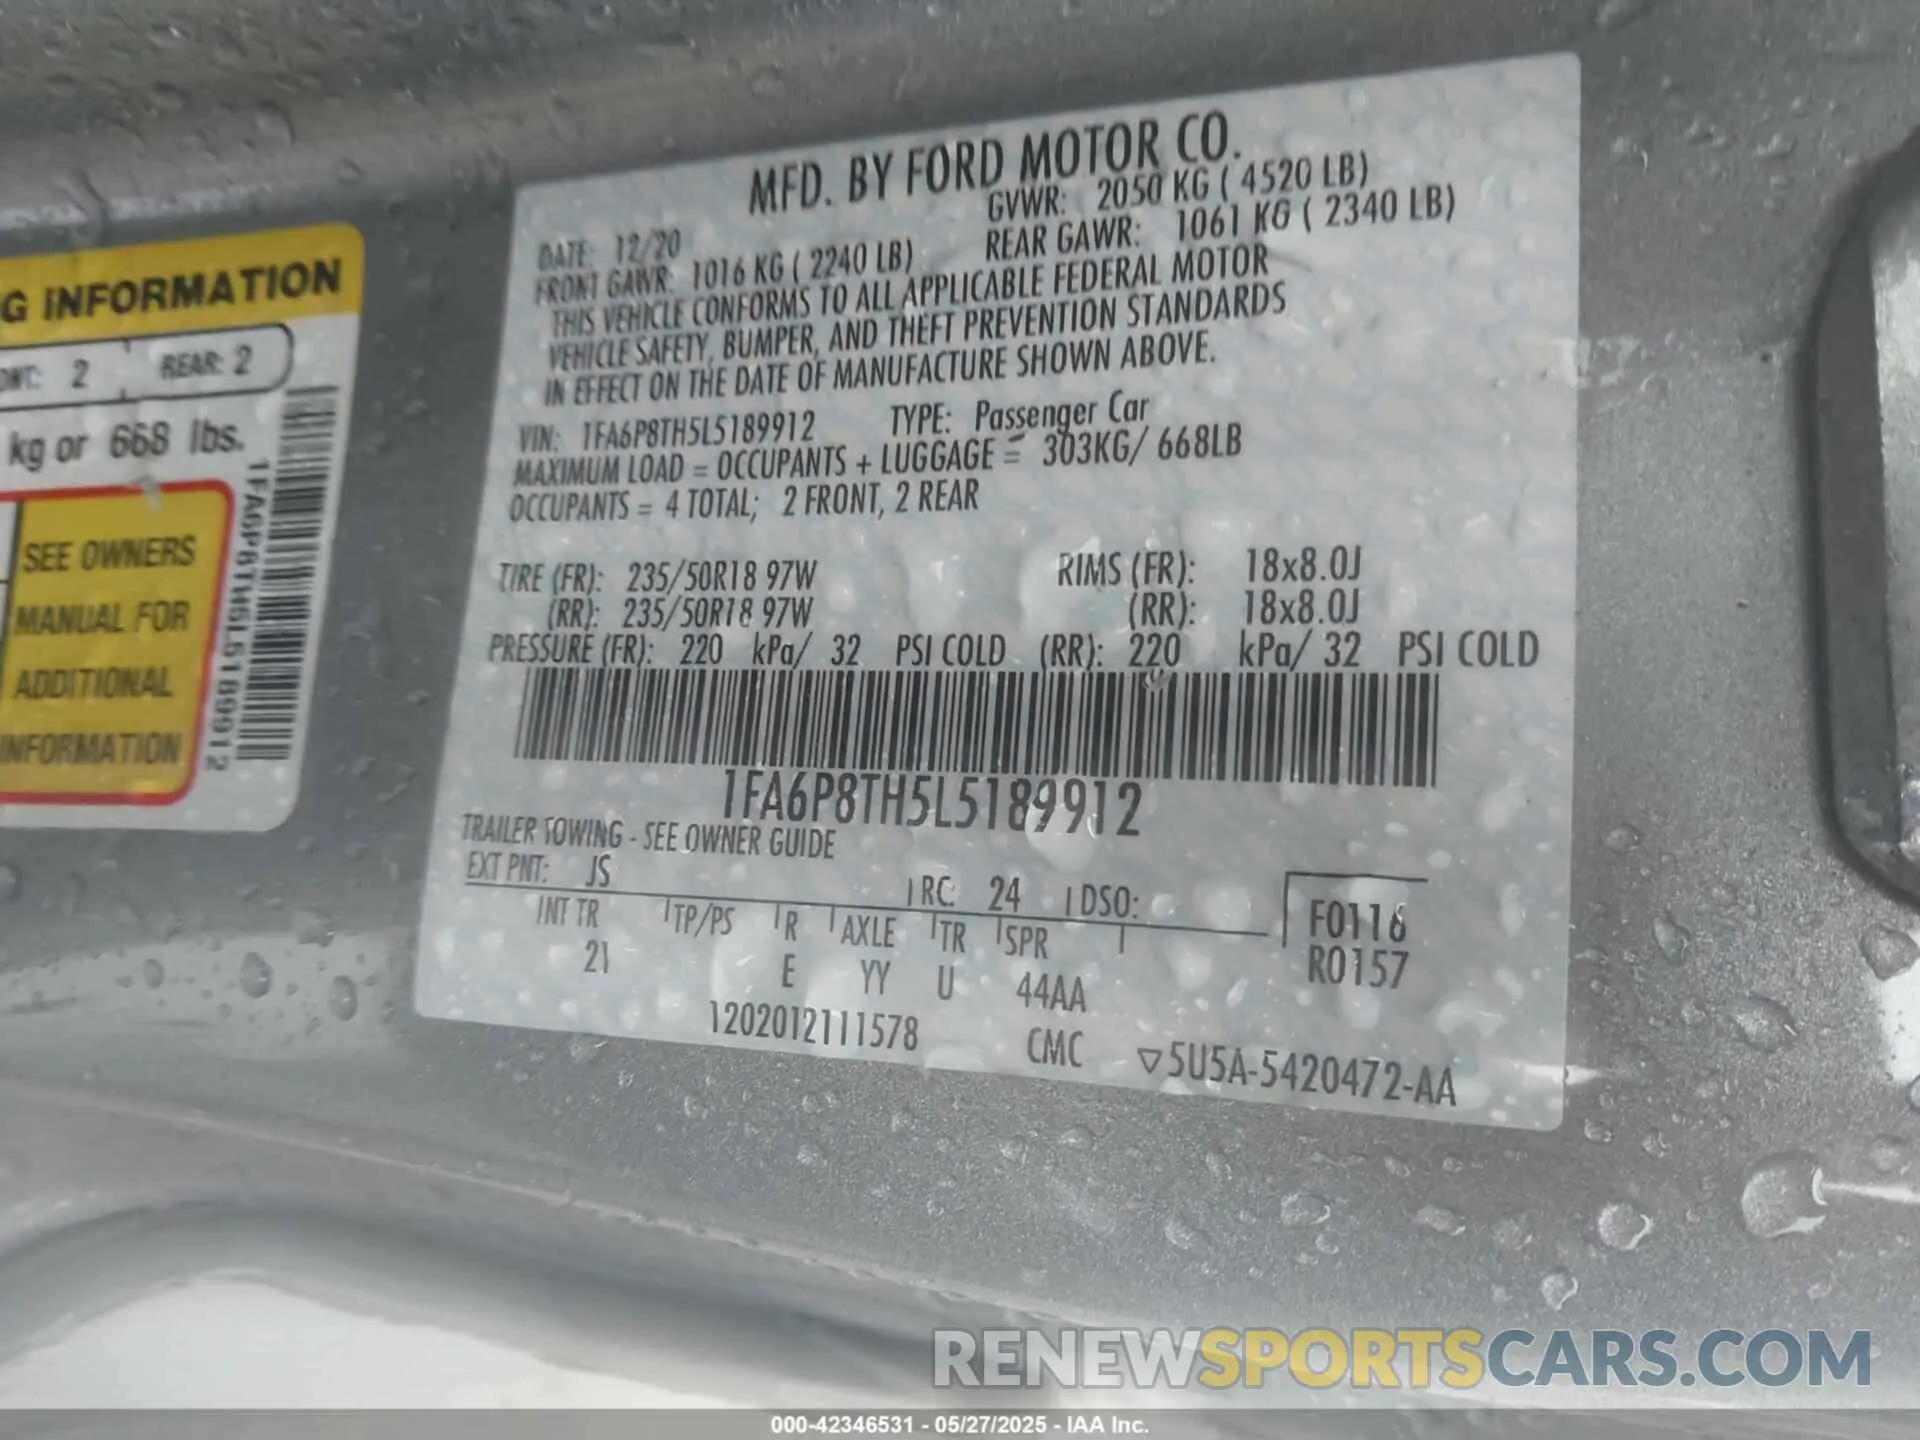 G INFORMATION
ONT: 2 REAR: 2
kg or 668 lbs.
SEE OWNERS
MANUAL FOR
ADDITIONAL
INFORMATION
1FA6P8TH5L5189912
MFD. BY FORD MOTOR CO.
DATE: 12/20 GVWR: 2050 KG ( 4520 LB)
FRONT GAWR: 1016 KG ( 2240 LB) REAR GAWR: 1061 KG ( 2340 LB)
THIS VEHICLE CONFORMS TO ALL APPLICABLE FEDERAL MOTOR
VEHICLE SAFETY, BUMPER, AND THEFT PREVENTION STANDARDS
IN EFFECT ON THE DATE OF MANUFACTURE SHOWN ABOVE.
VIN: 1FA6P8TH5L5189912 TYPE: Passenger Car
MAXIMUM LOAD = OCCUPANTS + LUGGAGE = 303KG/ 668LB
OCCUPANTS = 4 TOTAL; 2 FRONT, 2 REAR
TIRE (FR): 235/50R18 97W RIMS (FR): 18x8.0J
(RR): 235/50R18 97W (RR): 18x8.0J
PRESSURE (FR): 220 kPa/ 32 PSI COLD (RR): 220 kPa/ 32 PSI COLD
1FA6P8TH5L5189912
TRAILER TOWING - SEE OWNER GUIDE
EXT PNT: JS RC: 24 DSO: F0116
INT TR TP/PS R AXLE TR SPR R0157
21 E YY U 44AA
1202012111578 CMC ▽5U5A-5420472-AA
RENEWSPORTSCARS.COM
000-42346531 - 05/27/2025 - IAA Inc.